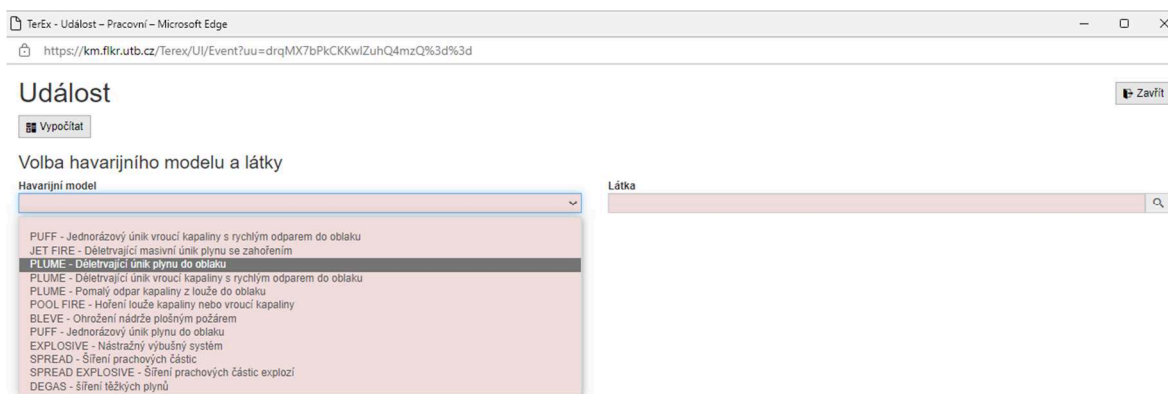 TerEx - Událost – Pracovní – Microsoft Edge
https://km.flkr.utb.cz/Terex/UI/Event?uu=drqMX7bPkCKKwIZuhQ4mzQ%3d%3d
Událost
Zavřít
Vypočítat
Volba havarijního modelu a látky
Havarijní model
Látka
PUFF - Jednorázový únik vroucí kapaliny s rychlým odparem do oblaku
JET FIRE - Déletrvající masivní únik plynu se zahořením
PLUME - Déletrvající únik plynu do oblaku
PLUME - Déletrvající únik vroucí kapaliny s rychlým odparem do oblaku
PLUME - Pomalý odpar kapaliny z louže do oblaku
POOL FIRE - Hoření louže kapaliny nebo vroucí kapaliny
BLEVE - Ohrožení nádrže plošným požárem
PUFF - Jednorázový únik plynu do oblaku
EXPLOSIVE - Nástražný výbušný systém
SPREAD - Šíření prachových částic
SPREAD EXPLOSIVE - Šíření prachových částic explozí
DEGAS - šíření těžkých plynů